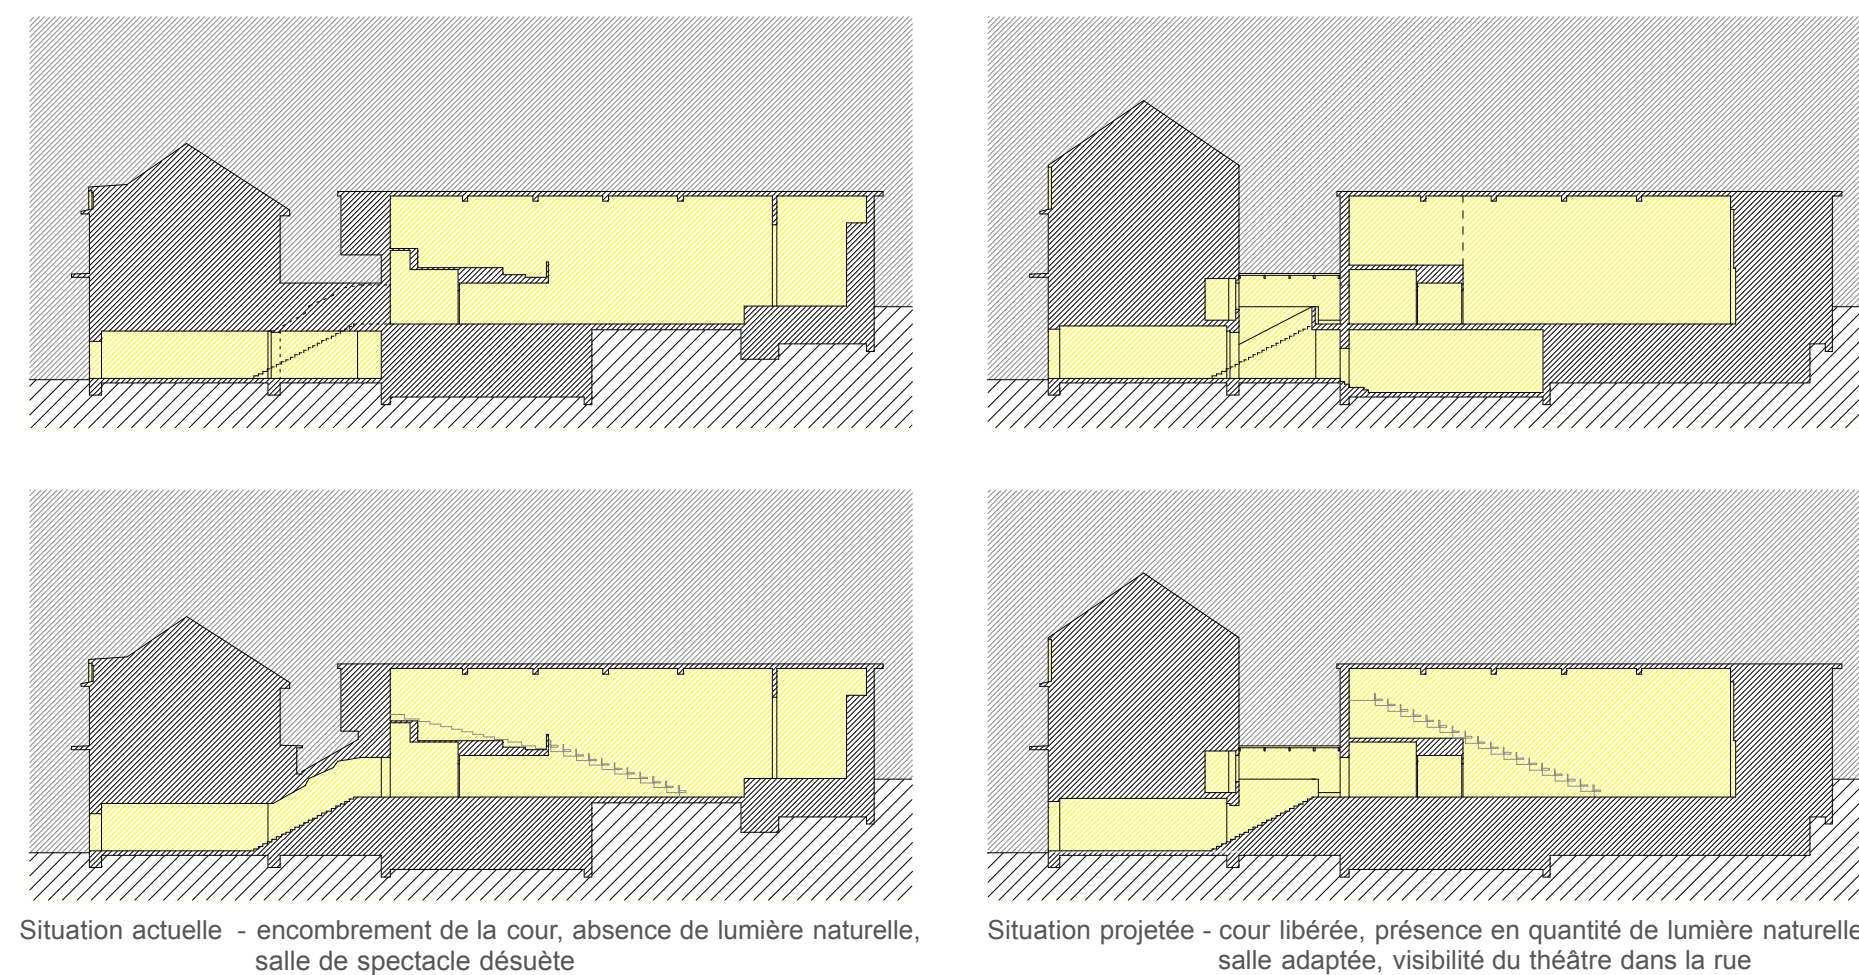 Situation actuelle - encombrement de la cour, absence de lumière naturelle,
salle de spectacle désuète
Situation projetée - cour libérée, présence en quantité de lumière naturelle
salle adaptée, visibilité du théâtre dans la rue